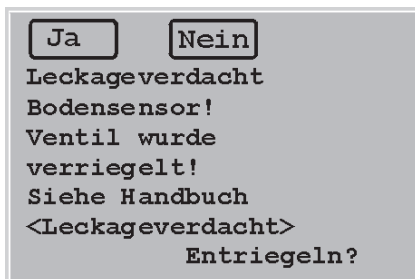 Ja Nein
Leckageverdacht
Bodensensor!
Ventil wurde
verriegelt!
Siehe Handbuch
<Leckageverdacht>
Entriegeln?